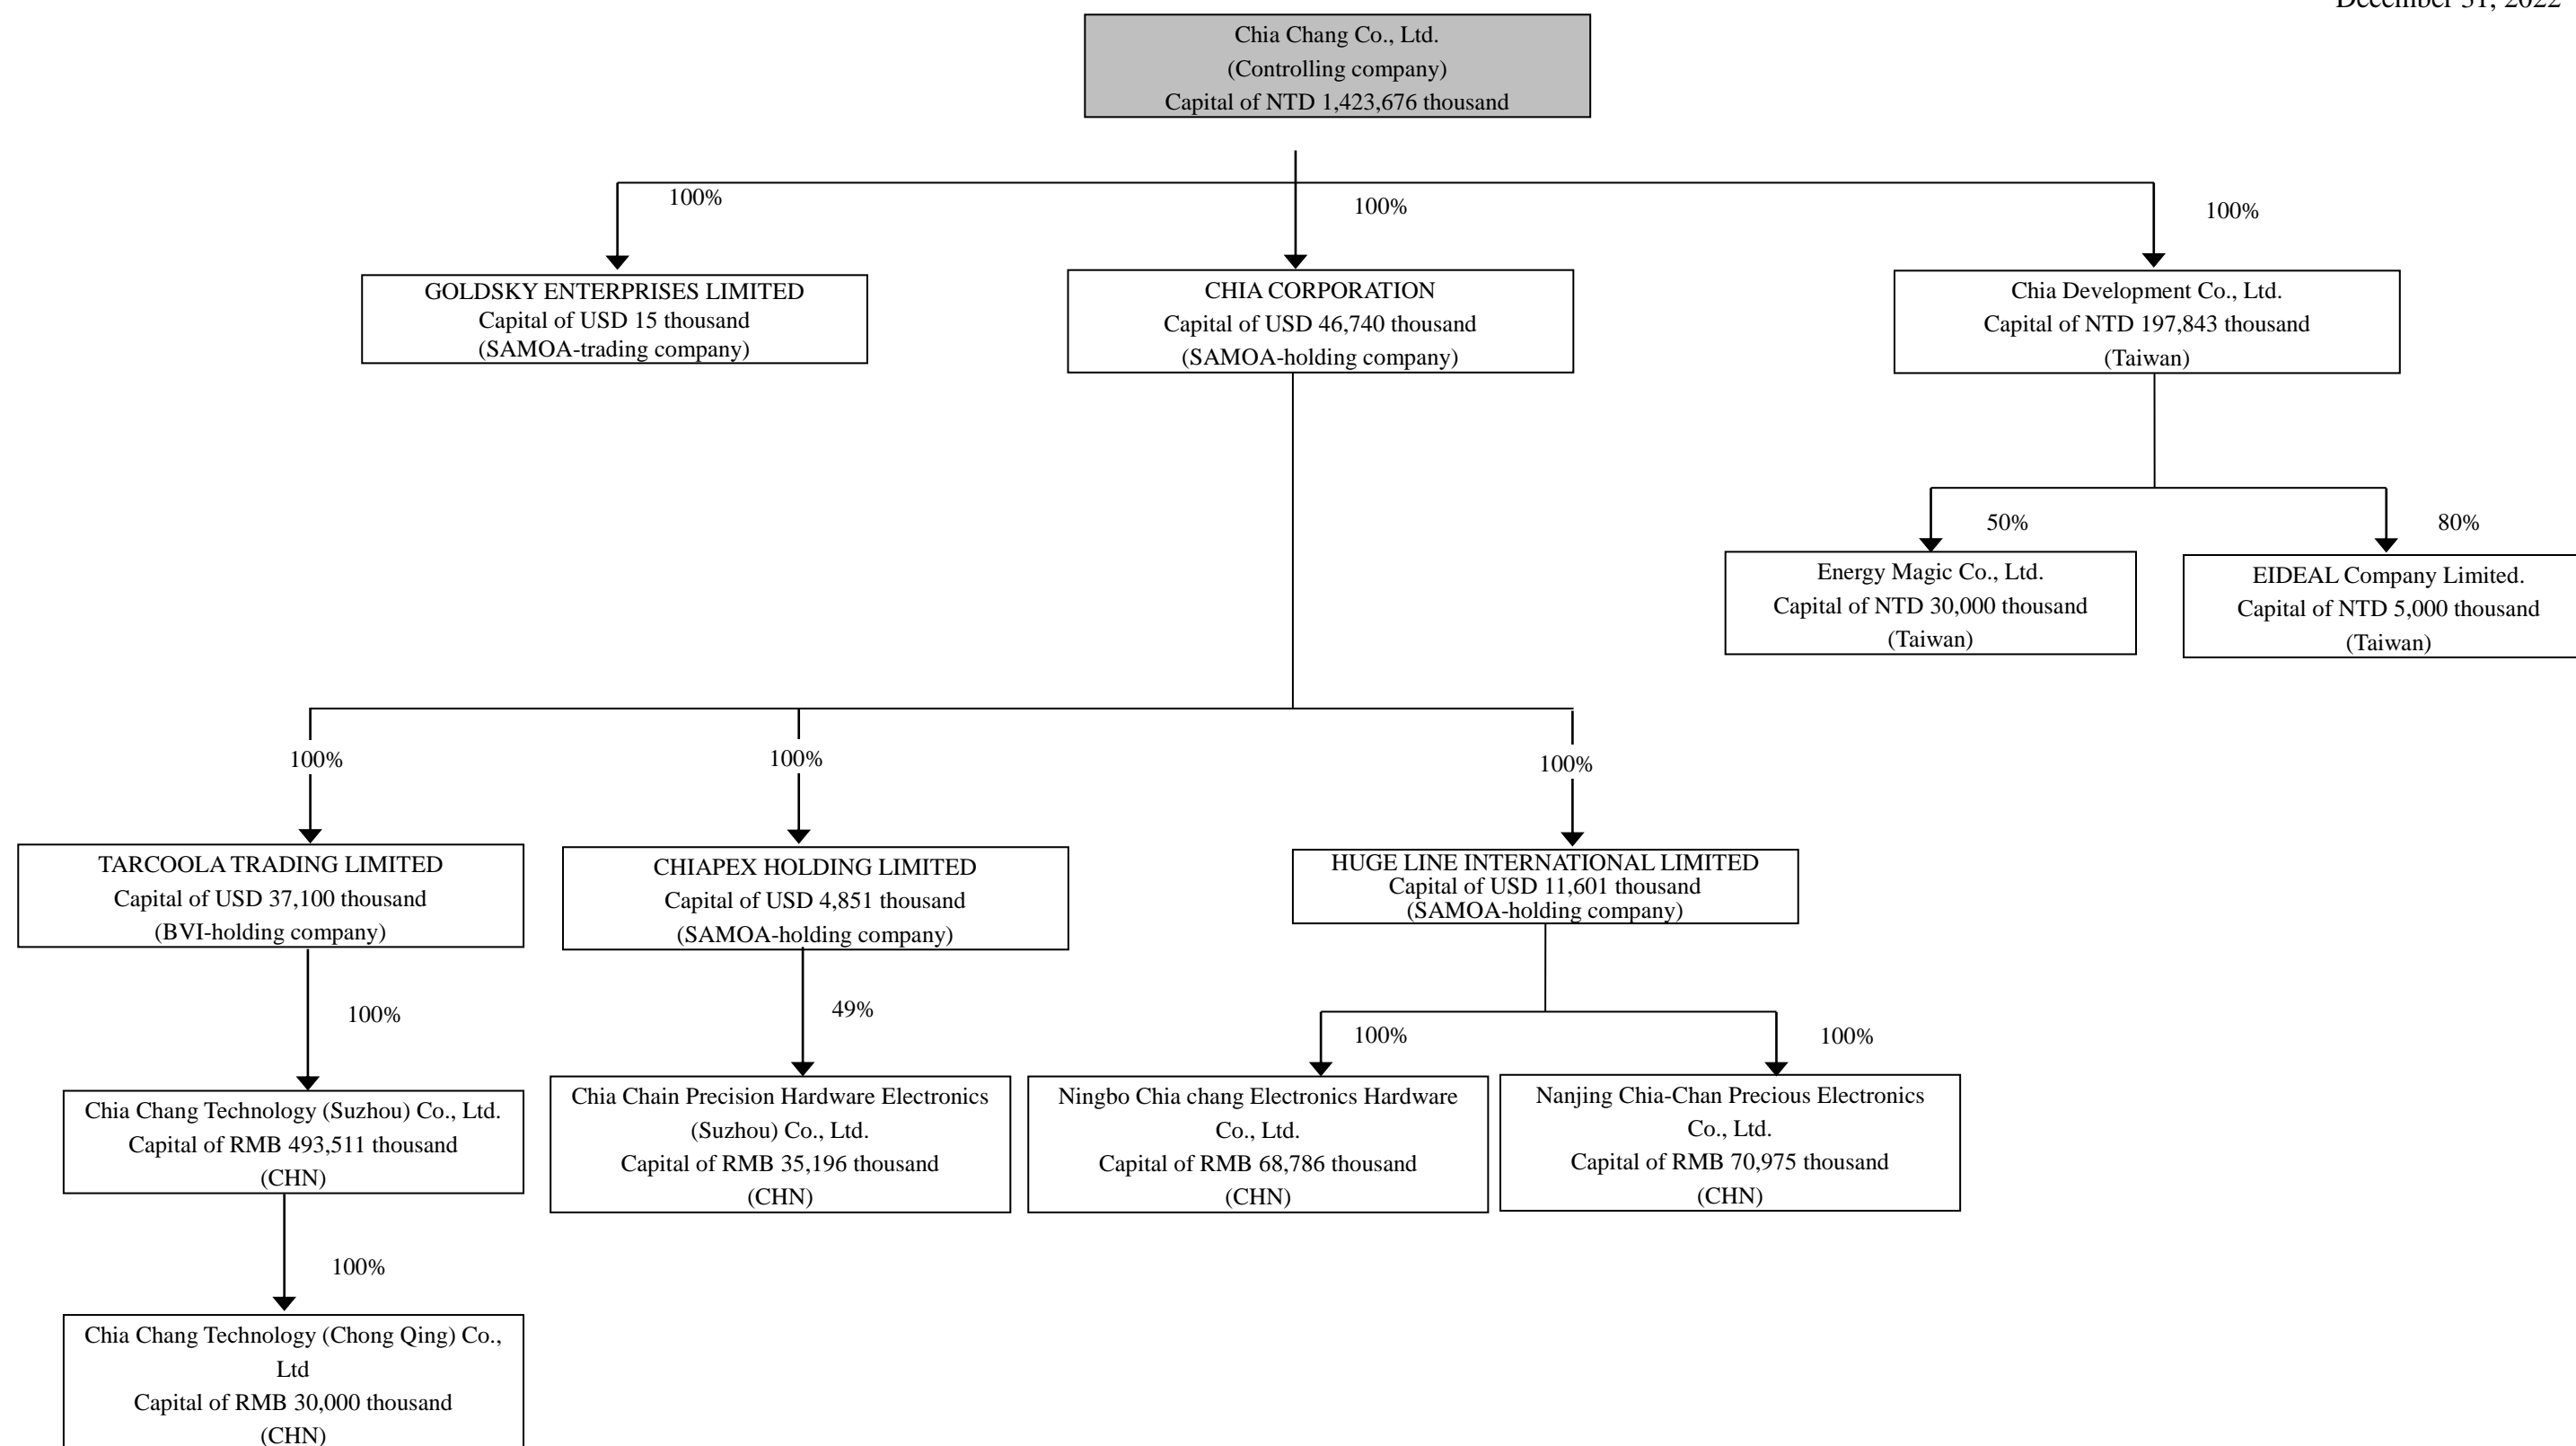 December 31, 2022
Chia Chang Co., Ltd.
(Controlling company)
Capital of NTD 1,423,676 thousand
100%
100%
100%
GOLDSKY ENTERPRISES LIMITED
Capital of USD 15 thousand
(SAMOA-trading company)
CHIA CORPORATION
Capital of USD 46,740 thousand
(SAMOA-holding company)
Chia Development Co., Ltd.
Capital of NTD 197,843 thousand
(Taiwan)
50%
80%
Energy Magic Co., Ltd.
Capital of NTD 30,000 thousand
(Taiwan)
EIDEAL Company Limited.
Capital of NTD 5,000 thousand
(Taiwan)
100%
100%
100%
TARCOOLA TRADING LIMITED
Capital of USD 37,100 thousand
(BVI-holding company)
CHIAPEX HOLDING LIMITED
Capital of USD 4,851 thousand
(SAMOA-holding company)
HUGE LINE INTERNATIONAL LIMITED
Capital of USD 11,601 thousand
(SAMOA-holding company)
100%
49%
100%
100%
Chia Chang Technology (Suzhou) Co., Ltd.
Capital of RMB 493,511 thousand
(CHN)
Chia Chain Precision Hardware Electronics
(Suzhou) Co., Ltd.
Capital of RMB 35,196 thousand
(CHN)
Ningbo Chia chang Electronics Hardware
Co., Ltd.
Capital of RMB 68,786 thousand
(CHN)
Nanjing Chia-Chan Precious Electronics
Co., Ltd.
Capital of RMB 70,975 thousand
(CHN)
100%
Chia Chang Technology (Chong Qing) Co.,
Ltd
Capital of RMB 30,000 thousand
(CHN)